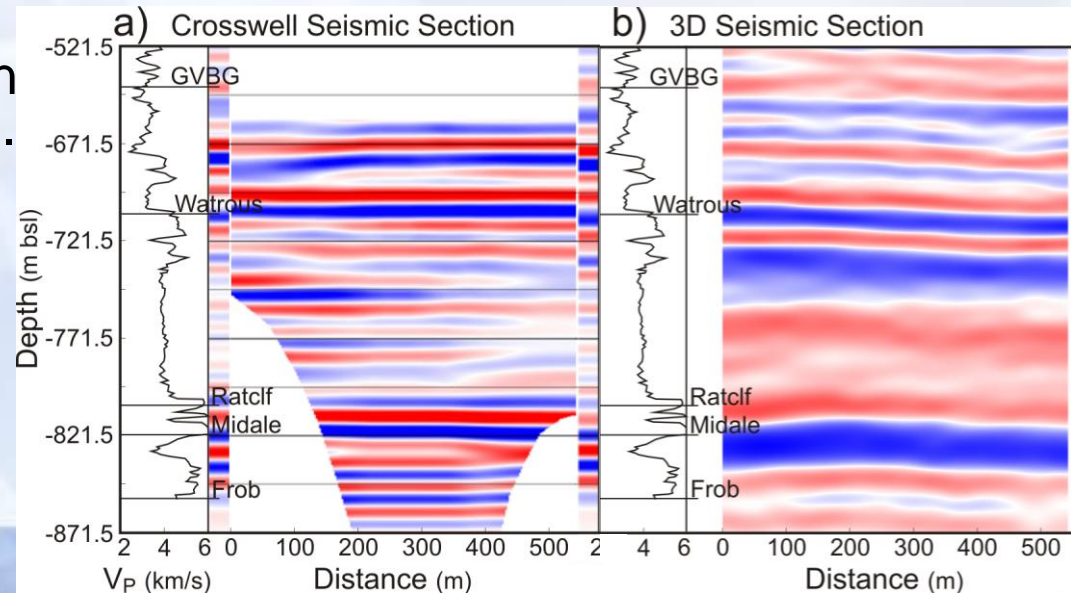 n
.
a) Crosswell Seismic Section
b) 3D Seismic Section
Depth (m bsl)
-521.5
-671.5
-721.5
-771.5
-821.5
-871.5
GVBG
Watrous
Ratclf
Midale
Frob
GVBG
Watrous
Ratclf
Midale
Frob
2 4 6 0 100 200 300 400 500 2 4 6 0 100 200 300 400 500
VP (km/s) Distance (m) Distance (m)